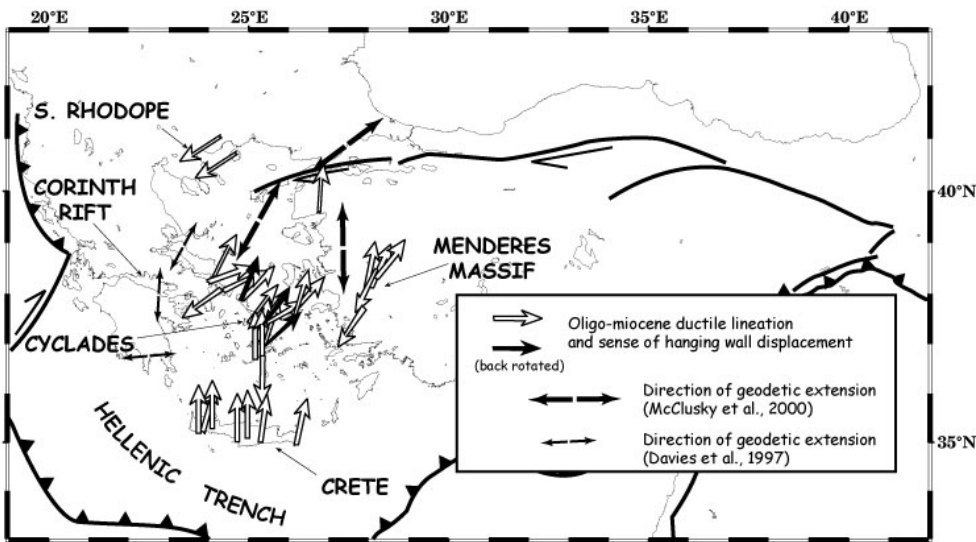 20°E 25°E 30°E 35°E 40°E
S. RHODOPE
CORINTH
RIFT
40°N
MENDERES
MASSIF
CYCLADES
Oligo-miocene ductile lineation
and sense of hanging wall displacement
(back rotated)
Direction of geodetic extension
(McClusky et al., 2000)
Direction of geodetic extension
(Davies et al., 1997)
35°N
HELLENIC TRENCH
CRETE